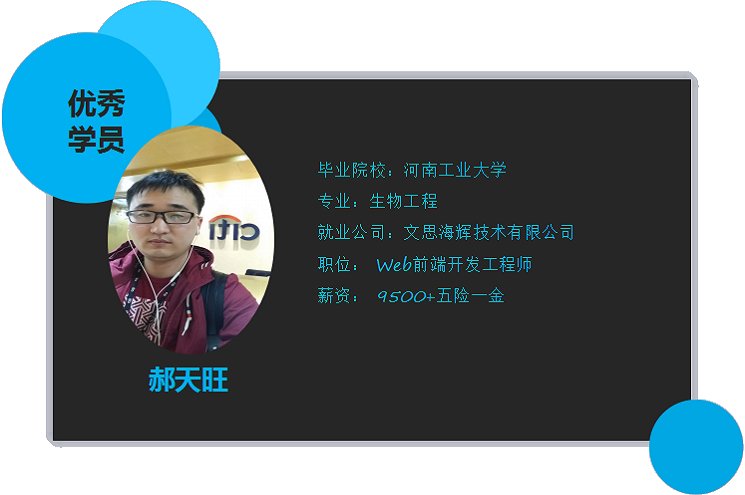 优秀
学员
毕业院校：河南工业大学
专业：生物工程
就业公司：文思海辉技术有限公司
职位： Web前端开发工程师
薪资： 9500+五险一金
citi
郝天旺